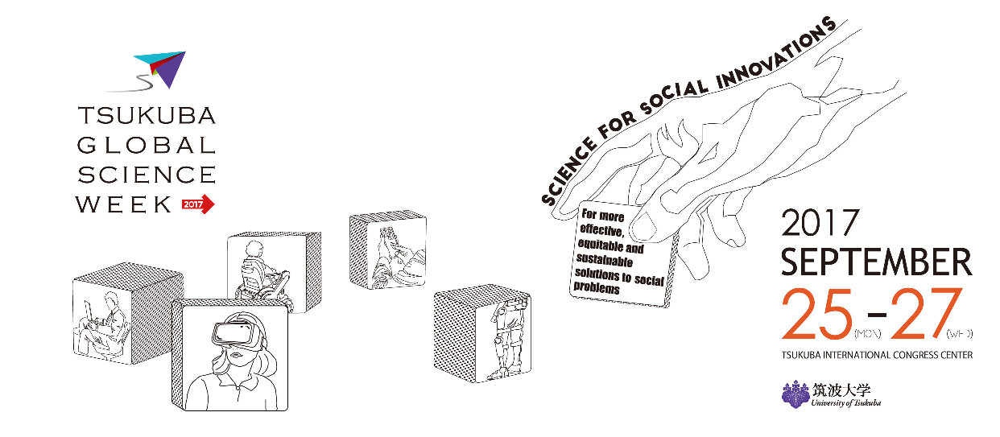 TSUKUBA
GLOBAL
SCIENCE
WEEK 2017
SCIENCE FOR SOCIAL INNOVATIONS
For more
effective,
equitable and
sustainable
solutions to social
problems
2017
SEPTEMBER
25(MON)-27(WED)
TSUKUBA INTERNATIONAL CONGRESS CENTER
筑波大学
University of Tsukuba